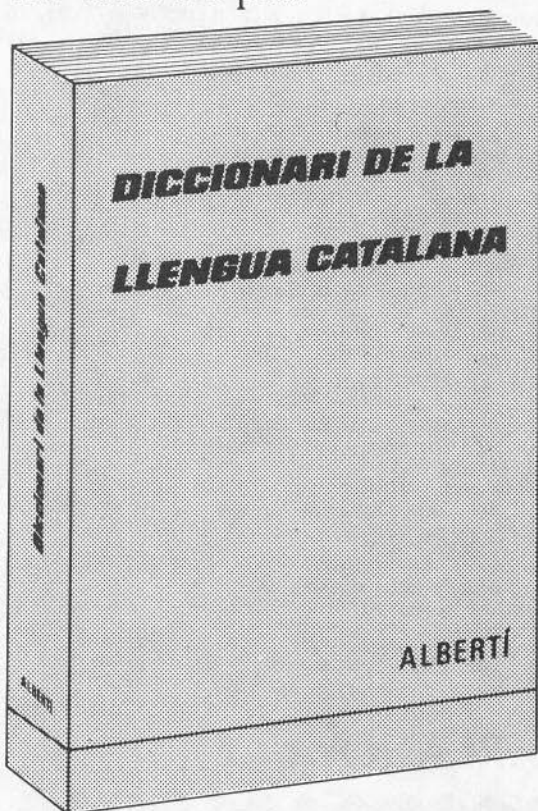 DICCIONARI DE LA
LLENGUA CATALANA
ALBERTÍ
Diccionari de la Llengua Catalana
ALBERTÍ